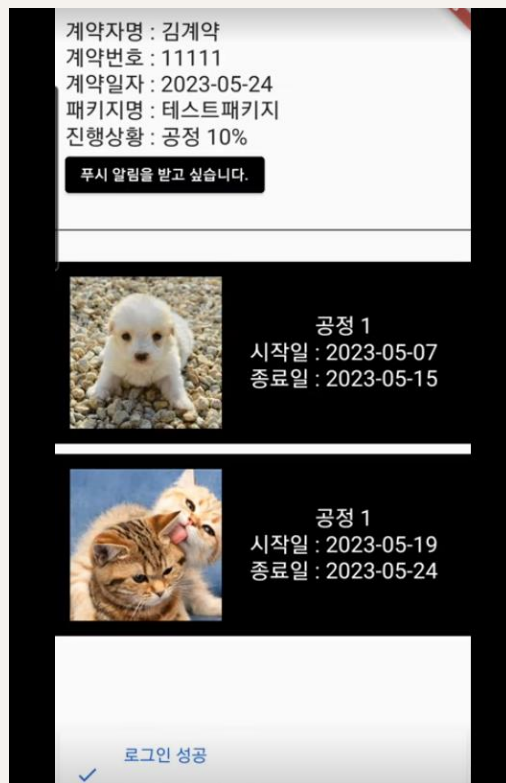 계약자명 : 김계약
계약번호 : 11111
계약일자 : 2023-05-24
패키지명 : 테스트패키지
진행상황 : 공정 10%
푸시 알림을 받고 싶습니다.
공정 1
시작일 : 2023-05-07
종료일 : 2023-05-15
공정 1
시작일 : 2023-05-19
종료일 : 2023-05-24
로그인 성공